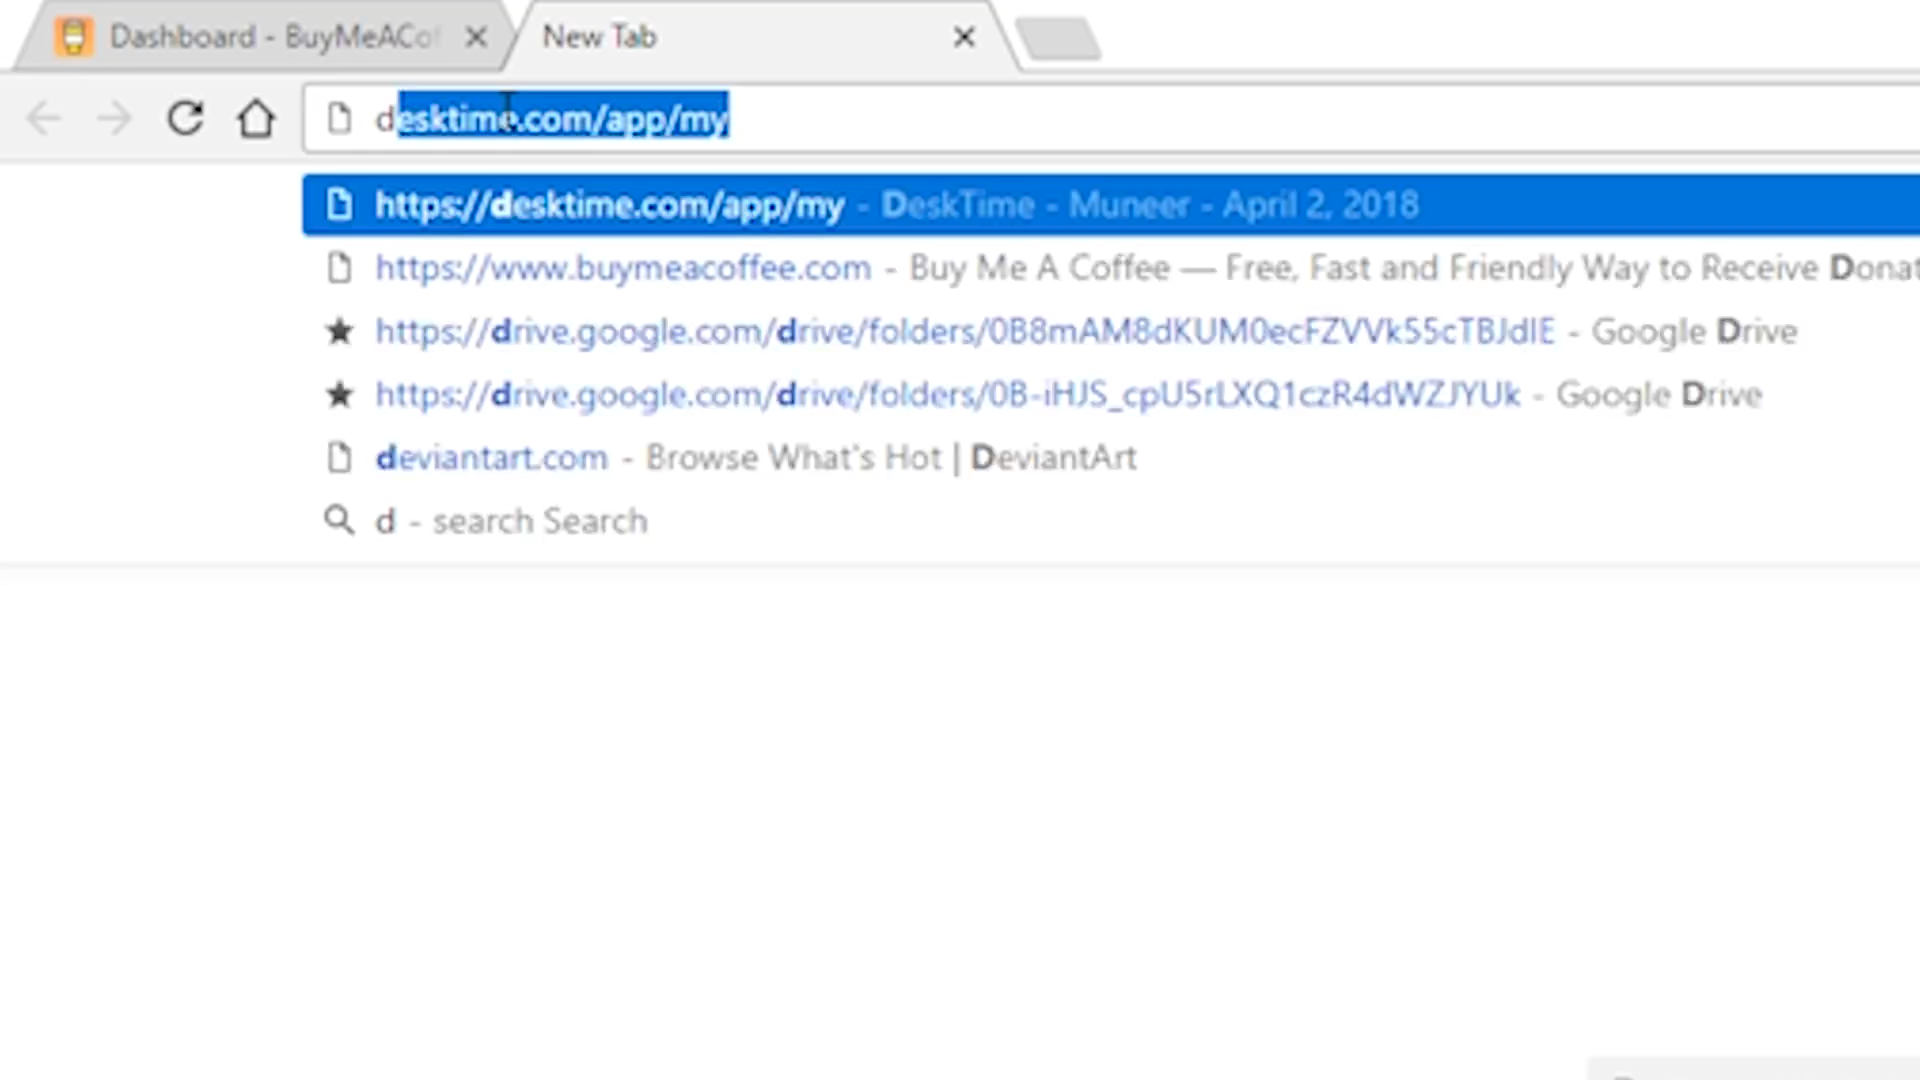 Dashboard - BuyMeACof
New Tab
desktime.com/app/my
https://desktime.com/app/my - DeskTime - Muneer - April 2, 2018
https://www.buymeacoffee.com - Buy Me A Coffee — Free, Fast and Friendly Way to Receive Donat
https://drive.google.com/drive/folders/0B8mAM8dKUM0ecFZVVk55cTBJdlE - Google Drive
https://drive.google.com/drive/folders/0B-iHJS_cpU5rLXQ1czR4dWZJYUk - Google Drive
deviantart.com - Browse What's Hot | DeviantArt
d - search Search